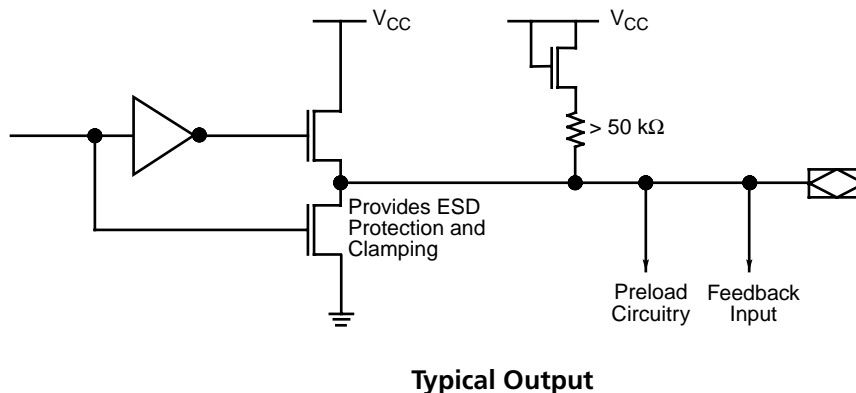 V_CC
V_CC
> 50 kΩ
Provides ESD
Protection and
Clamping
Preload
Circuitry
Feedback
Input
Typical Output